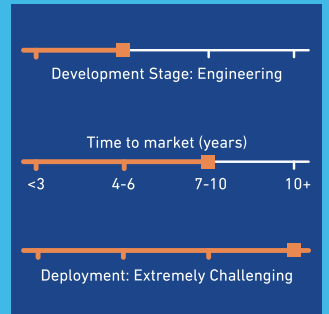 Development Stage: Engineering
Time to market (years)
<3 4-6 7-10 10+
Deployment: Extremely Challenging